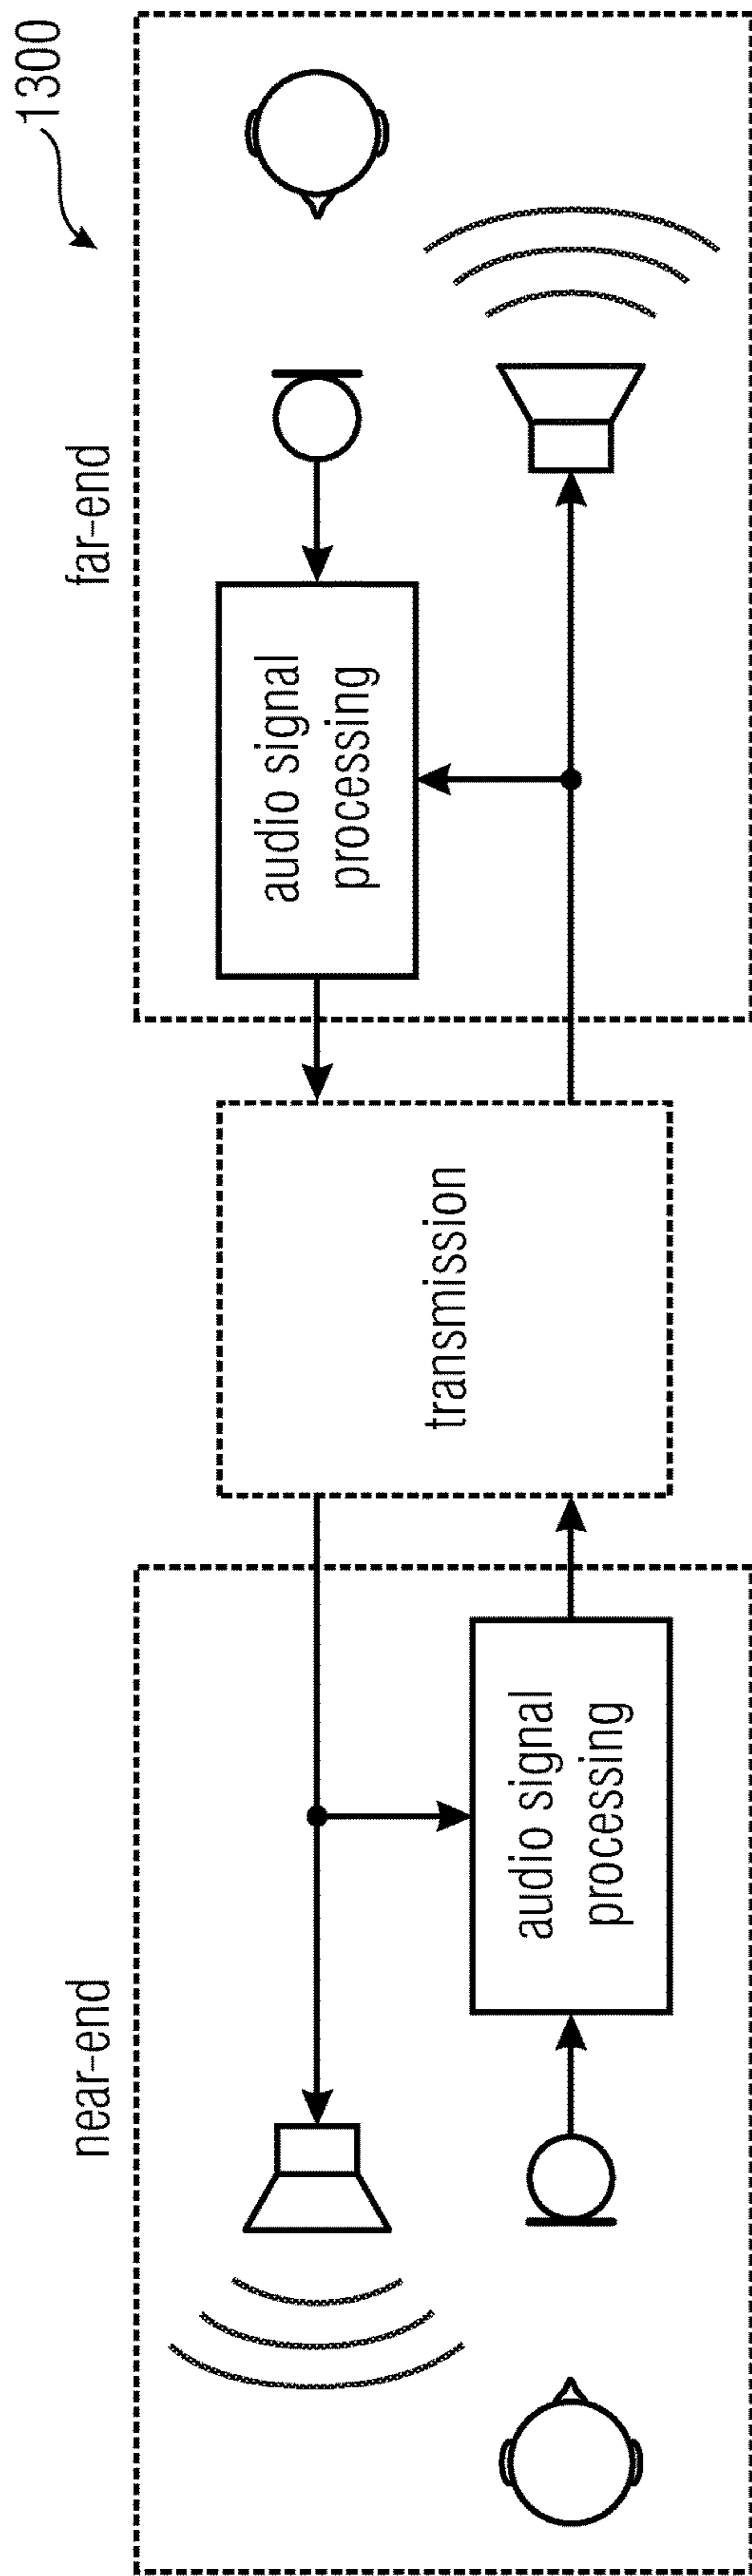 1300
near-end
far-end
audio signal
processing
transmission
audio signal
processing